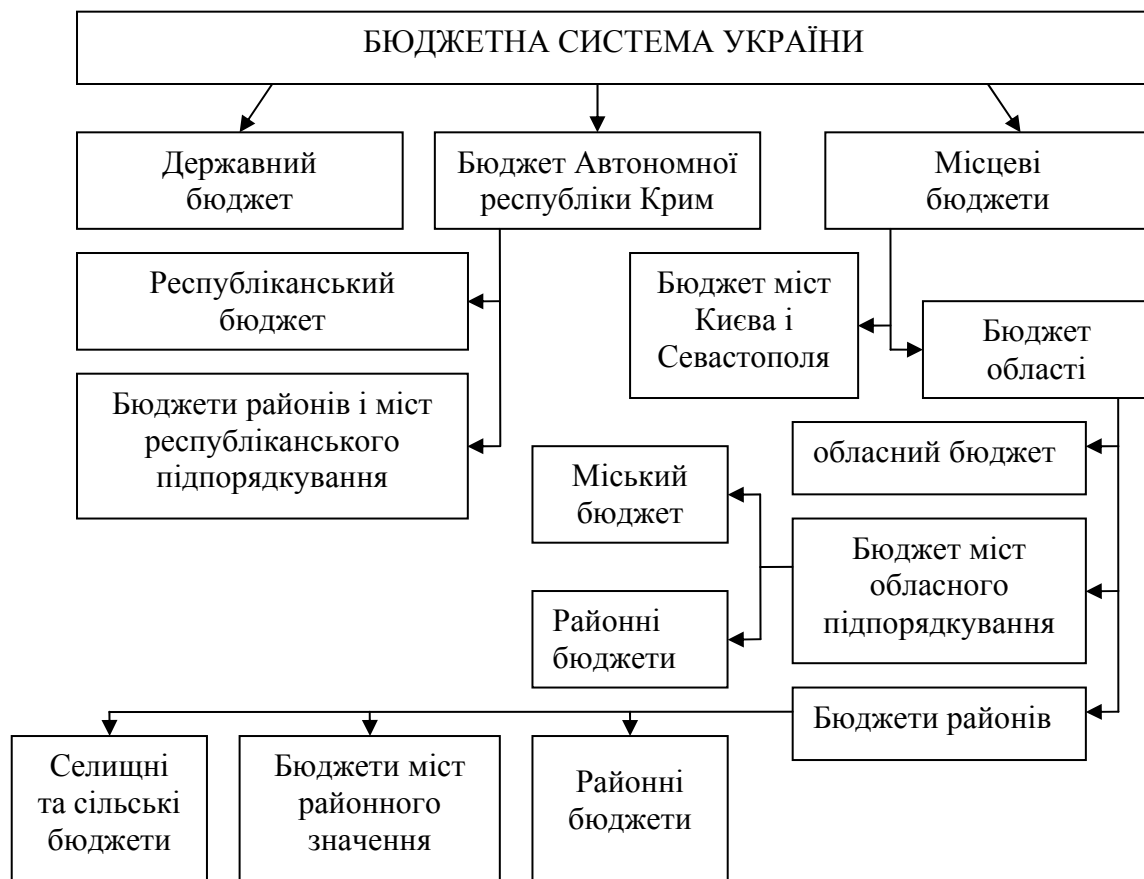 БЮДЖЕТНА СИСТЕМА УКРАЇНИ
Державний
бюджет
Бюджет Автономної
республіки Крим
Місцеві
бюджети
Республіканський
бюджет
Бюджет міст
Києва і
Севастополя
Бюджет
області
Бюджети районів і міст
республіканського
підпорядкування
обласний бюджет
Міський
бюджет
Бюджет міст
обласного
підпорядкування
Районні
бюджети
Бюджети районів
Селищні
та сільські
бюджети
Бюджети міст
районного
значення
Районні
бюджети